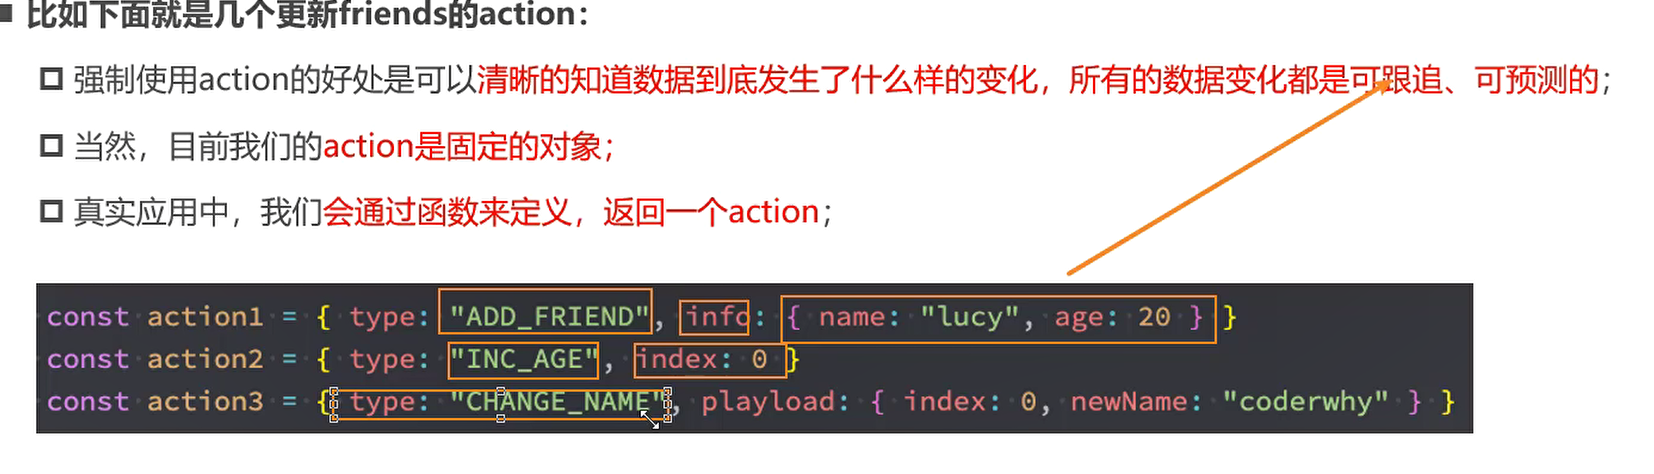 比如下面就是几个更新friends的action：
强制使用action的好处是可以清晰的知道数据到底发生了什么样的变化，所有的数据变化都是可跟追、可预测的；
当然，目前我们的action是固定的对象；
真实应用中，我们会通过函数来定义，返回一个action；
const action1 = { type: "ADD_FRIEND", info: { name: "lucy", age: 20 } }
const action2 = { type: "INC_AGE", index: 0 }
const action3 = { type: "CHANGE_NAME", playload: { index: 0, newName: "coderwhy" } }